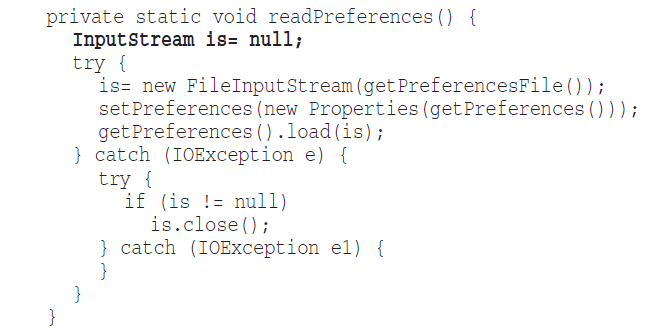 private static void readPreferences() {
InputStream is= null;
try {
is= new FileInputStream(getPreferencesFile());
setPreferences(new Properties(getPreferences()));
getPreferences().load(is);
} catch (IOException e) {
try {
if (is != null)
is.close();
} catch (IOException e1) {
}
}
}